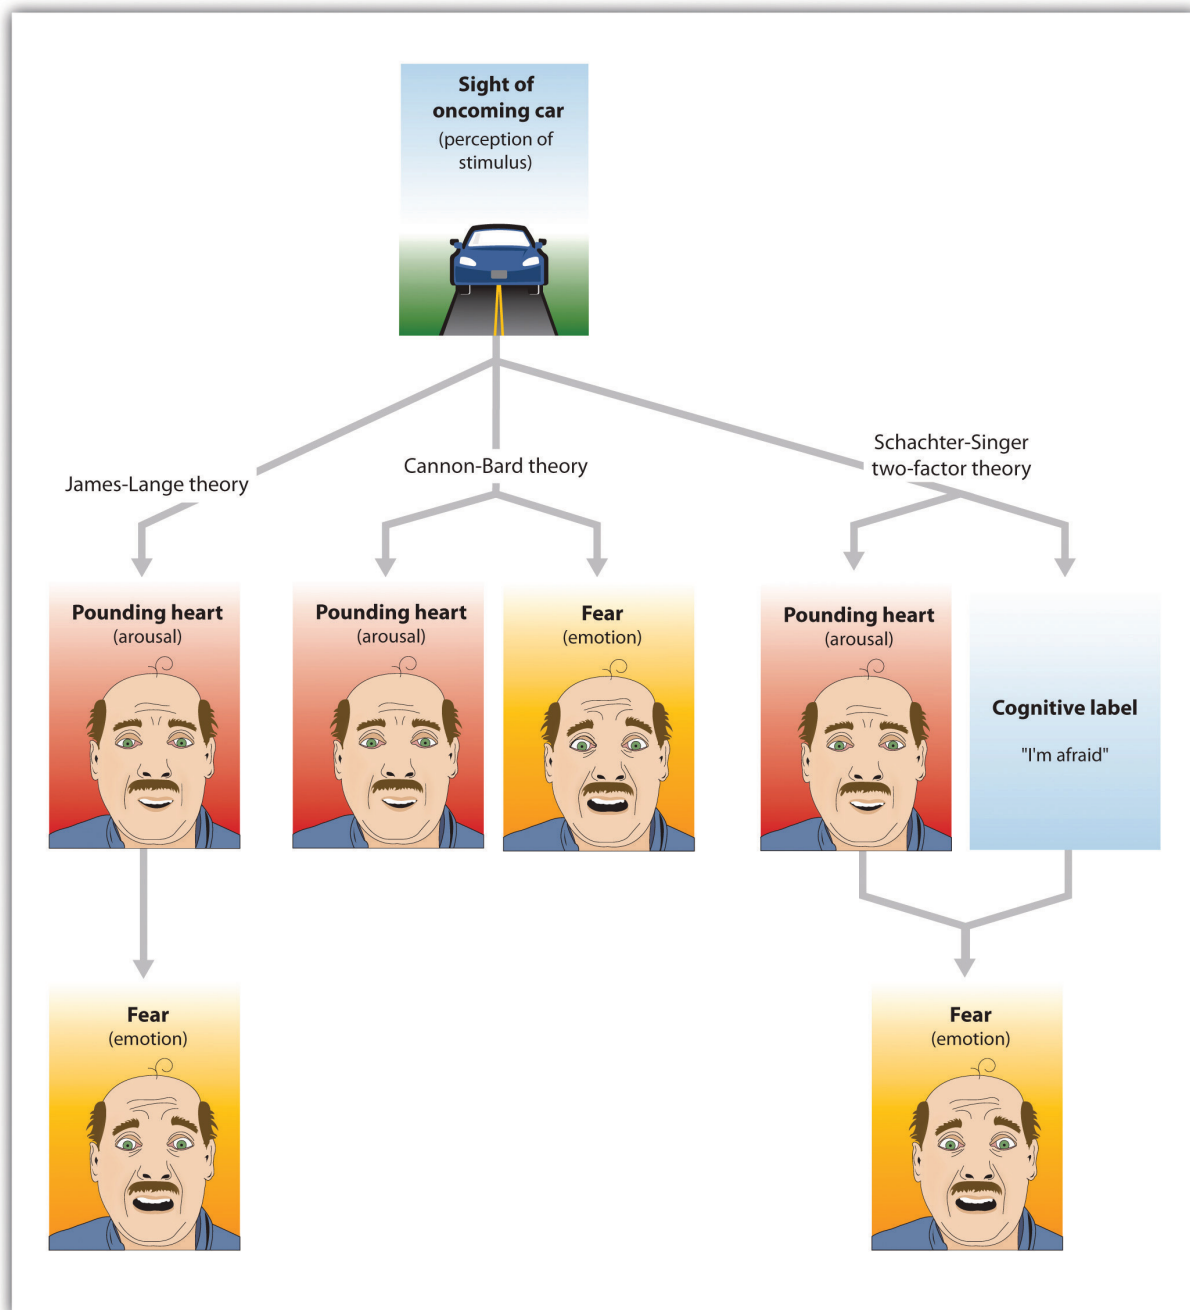 Sight of
oncoming car
(perception of
stimulus)
James-Lange theory
Cannon-Bard theory
Schachter-Singer
two-factor theory
Pounding heart
(arousal)
Pounding heart
(arousal)
Fear
(emotion)
Pounding heart
(arousal)
Cognitive label
"I'm afraid"
Fear
(emotion)
Fear
(emotion)